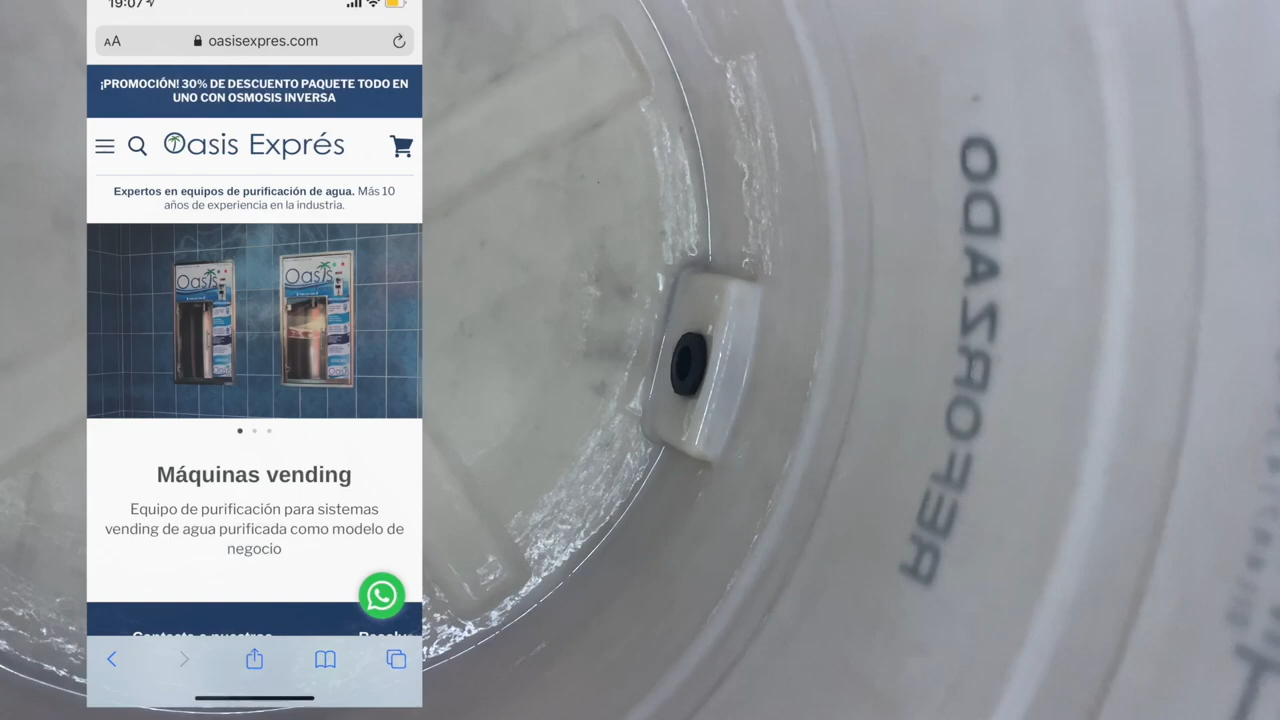 19:07
AA oasisexpres.com
¡PROMOCIÓN! 30% DE DESCUENTO PAQUETE TODO EN
UNO CON OSMOSIS INVERSA
Oasis Exprés
Expertos en equipos de purificación de agua. Más 10
años de experiencia en la industria.
Oasis
Oasis
Máquinas vending
Equipo de purificación para sistemas
vending de agua purificada como modelo de
negocio
REFORZADO